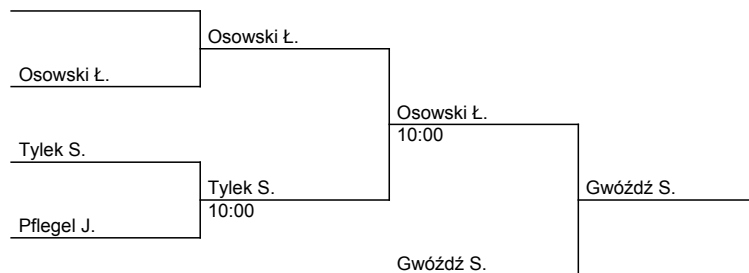 Osowski Ł.
Osowski Ł.
Osowski Ł.
10:00
Tylek S.
Tylek S.
10:00
Gwóźdź S.
Pflegel J.
Gwóźdź S.